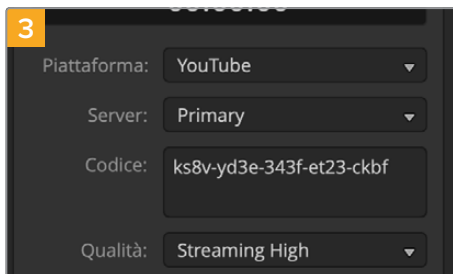 3
Piattaforma: YouTube
Server: Primary
Codice: ks8v-yd3e-343f-et23-ckbf
Qualità: Streaming High